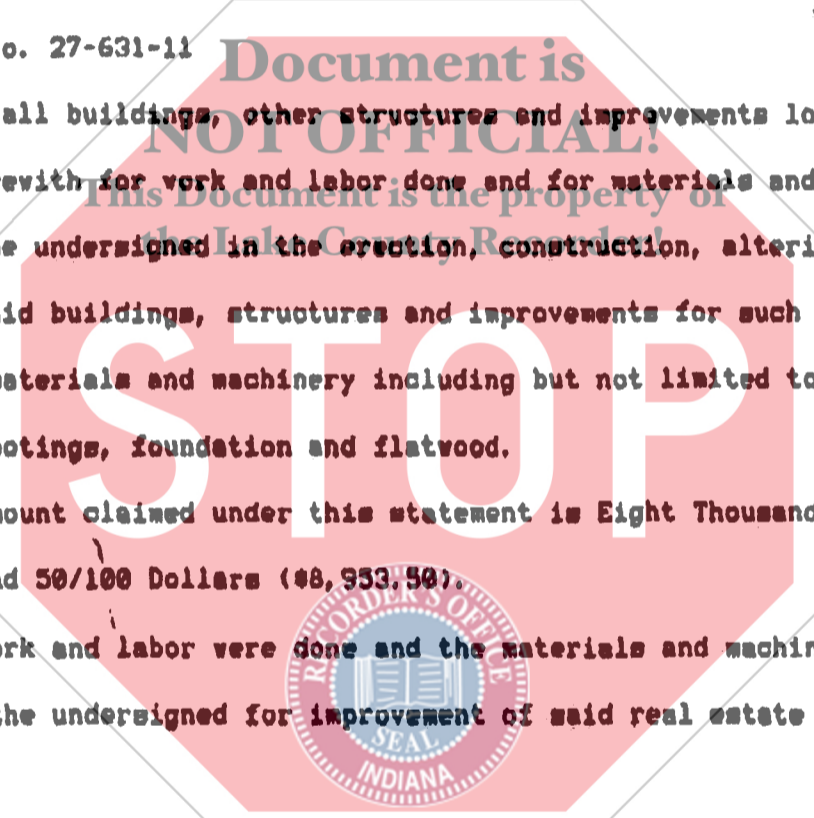 o. 27-631-11
Document is
all buildings, other structures and improvements lo
NOT OFFICIAL!
ewith for work and labor done and for materials and
This Document is the property of
e undersigned in the erection, construction, alteri
the Lake County Recorder!
id buildings, structures and improvements for such
STOP
aterials and machinery including but not limited to
otings, foundation and flatwood.
ount claimed under this statement is Eight Thousand
d 50/100 Dollars ($8,953.50).
RECORDER'S OFFICE
rk and labor were done and the materials and machin
he undersigned for improvement of said real estate
SEAL
INDIANA